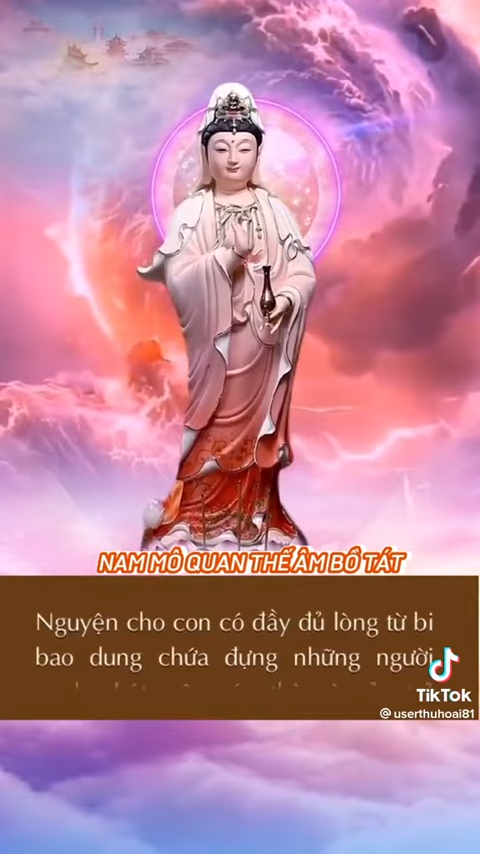 NAM MÔ QUAN THẾ ÂM BỒ TÁT
Nguyện cho con có đầy đủ lòng từ bi
bao dung chứa đựng những người
TikTok
@userthuhoai81